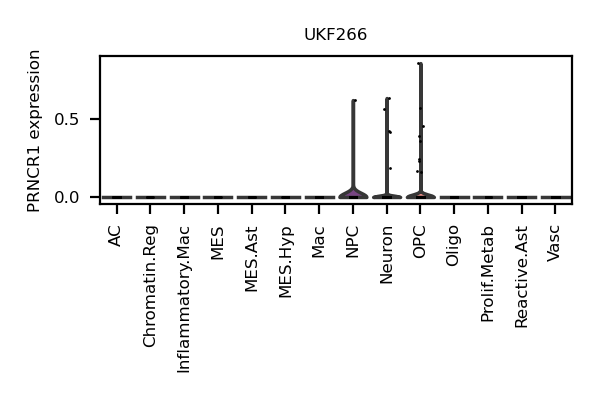 UKF266
PRNCR1 expression
0.5
0.0
AC
Chromatin.Reg
Inflammatory.Mac
MES
MES.Ast
MES.Hyp
Mac
NPC
Neuron
OPC
Oligo
Prolif.Metab
Reactive.Ast
Vasc